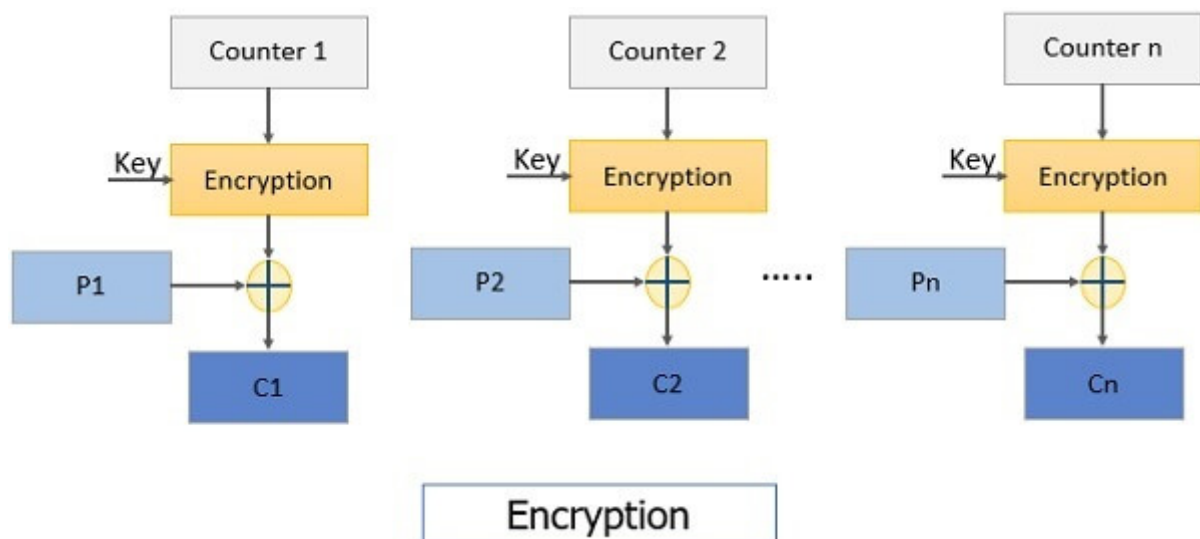 Counter 1
Counter 2
Counter n
Key
Encryption
Key
Encryption
Key
Encryption
P1
P2
.....
Pn
C1
C2
Cn
Encryption